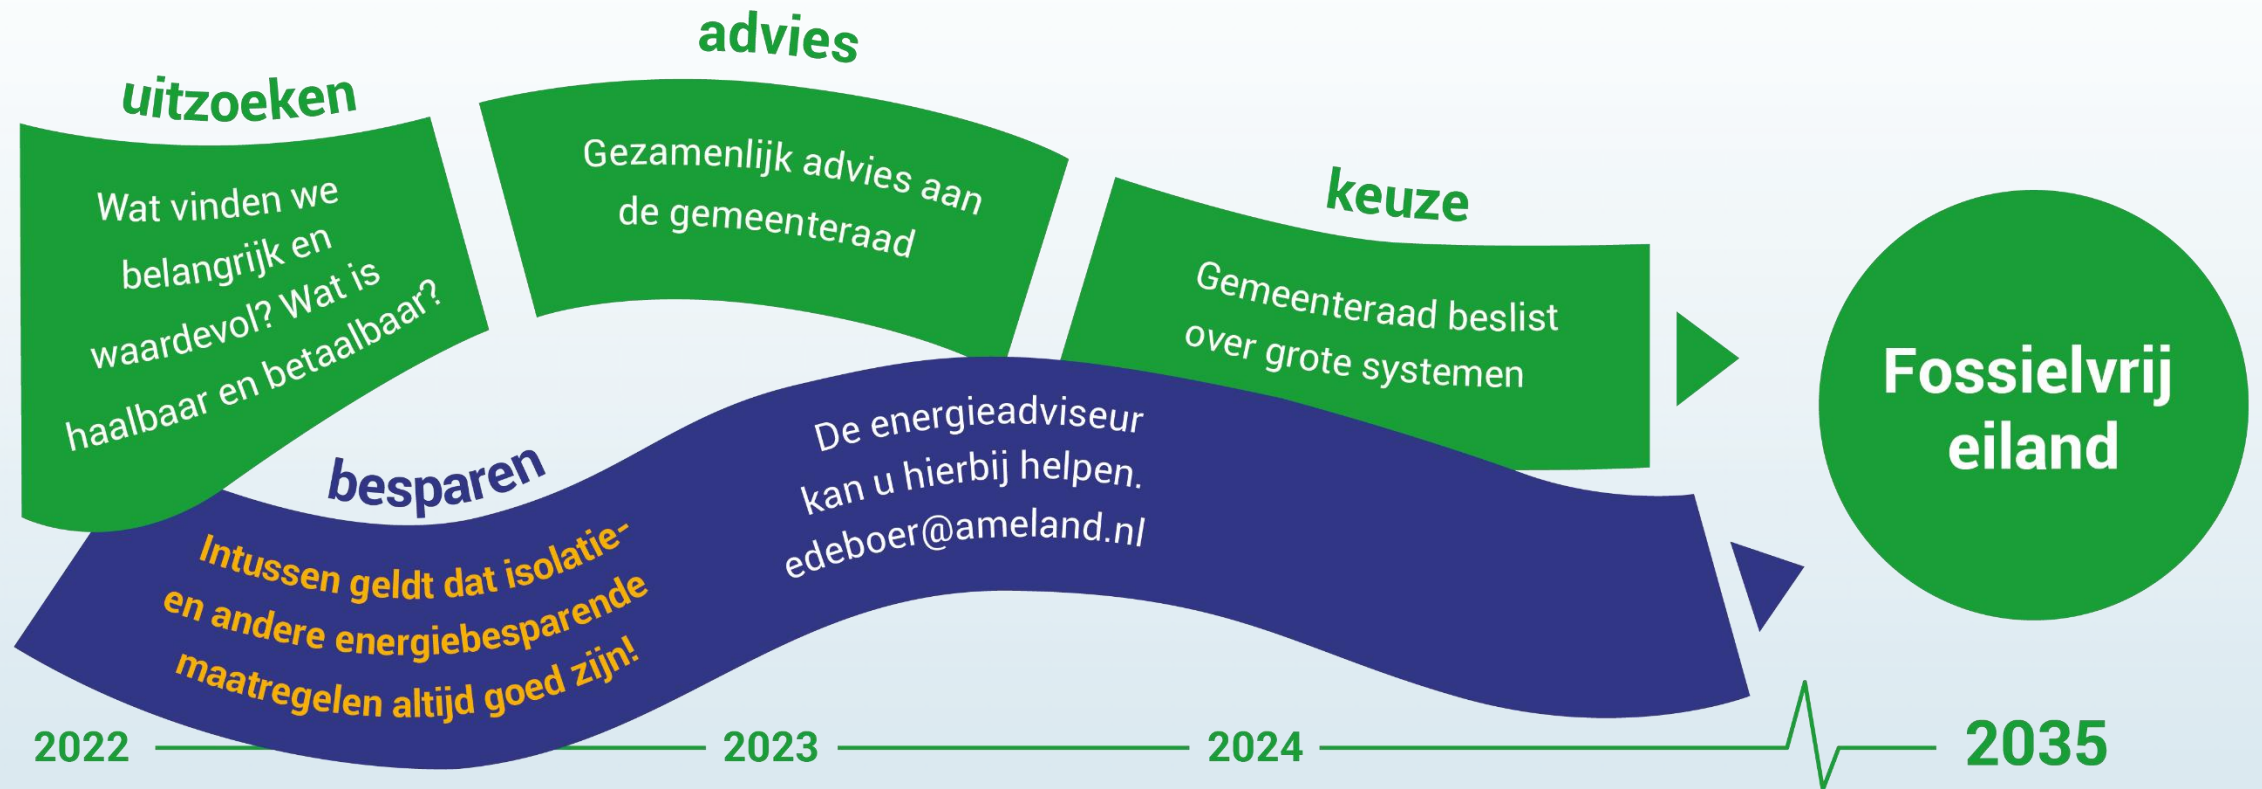 uitzoeken
Wat vinden we
belangrijk en
waardevol? Wat is
haalbaar en betaalbaar?
advies
Gezamenlijk advies aan
de gemeenteraad
keuze
Gemeenteraad beslist
over grote systemen
besparen
Intussen geldt dat isolatie-
en andere energiebesparende
maatregelen altijd goed zijn!
De energieadviseur
kan u hierbij helpen.
edeboer@ameland.nl
Fossielvrij
eiland
2022
2023
2024
2035